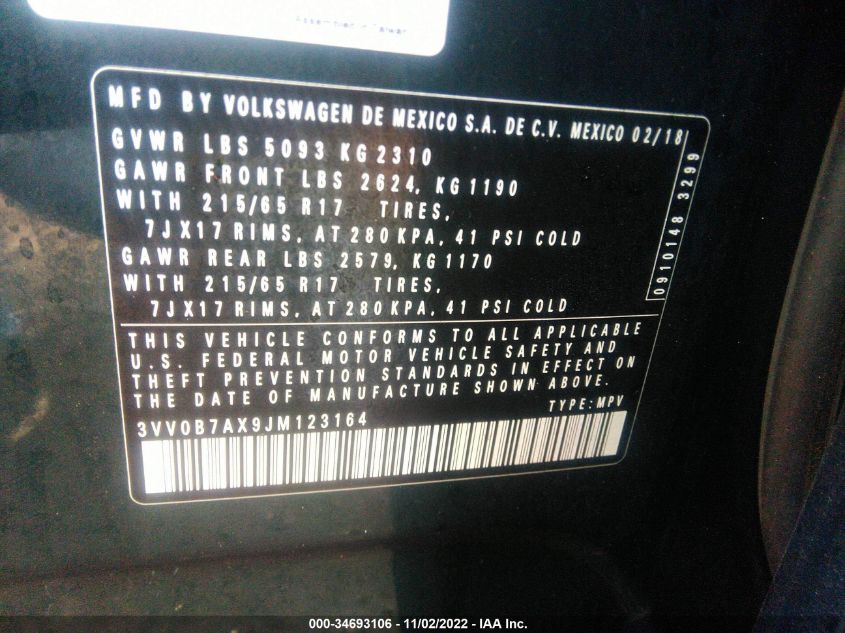 Assembled in Taiwan
MFD BY VOLKSWAGEN DE MEXICO S.A. DE C.V. MEXICO 02/18
GVWR LBS 5093 KG 2310
GAWR FRONT LBS 2624, KG 1190
WITH 215/65 R17 TIRES,
7JX17 RIMS, AT 280 KPA, 41 PSI COLD
GAWR REAR LBS 2579, KG 1170
WITH 215/65 R17 TIRES,
7JX17 RIMS, AT 280 KPA, 41 PSI COLD
0910148 3299
THIS VEHICLE CONFORMS TO ALL APPLICABLE
U.S. FEDERAL MOTOR VEHICLE SAFETY AND
THEFT PREVENTION STANDARDS IN EFFECT ON
THE DATE OF MANUFACTURE SHOWN ABOVE.
TYPE:MPV
3VV0B7AX9JM123164
000-34693106 - 11/02/2022 - IAA Inc.